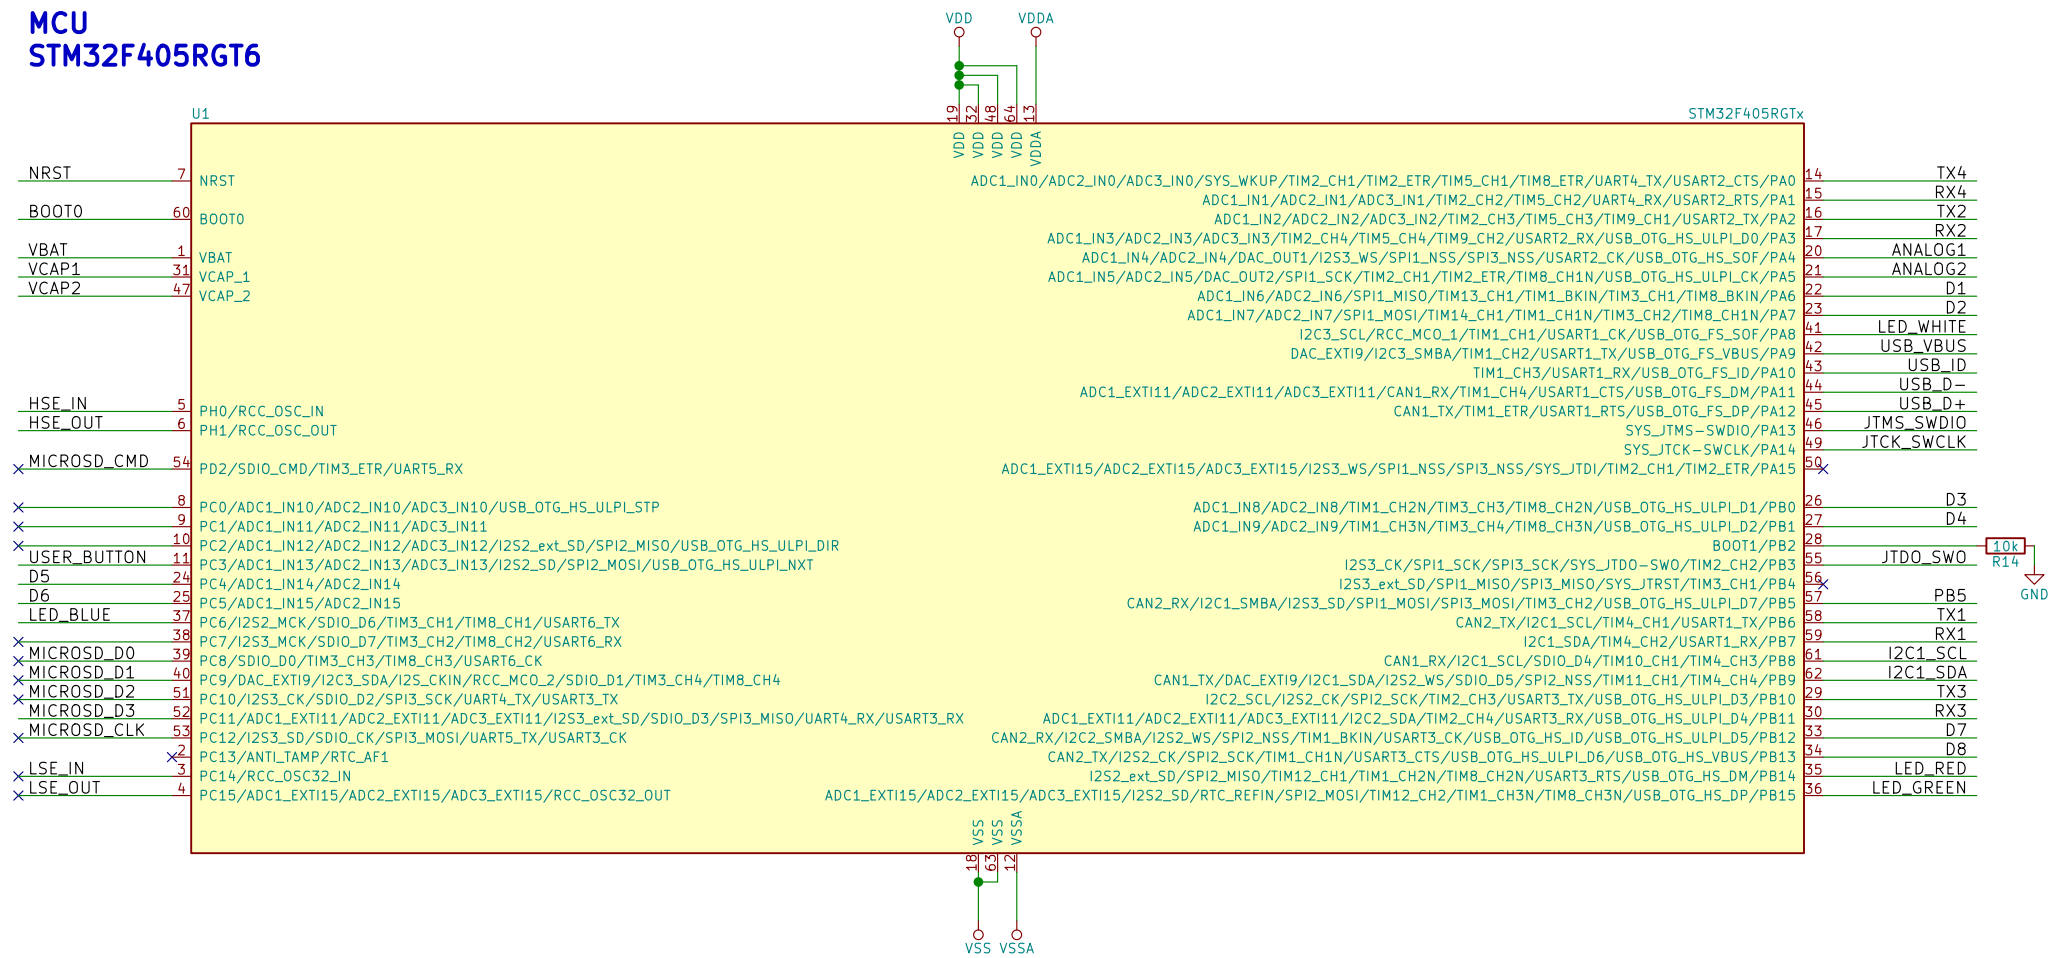 MCU
STM32F405RGT6
VDD
VDDA
U1
STM32F405RGTx
19
32
48
64
13
VDD
VDD
VDD
VDD
VDDA
NRST
7
NRST
BOOT0
60
BOOT0
VBAT
1
VBAT
VCAP1
31
VCAP_1
VCAP2
47
VCAP_2
HSE_IN
5
PH0/RCC_OSC_IN
HSE_OUT
6
PH1/RCC_OSC_OUT
MICROSD_CMD
54
PD2/SDIO_CMD/TIM3_ETR/UART5_RX
8
PC0/ADC1_IN10/ADC2_IN10/ADC3_IN10/USB_OTG_HS_ULPI_STP
9
PC1/ADC1_IN11/ADC2_IN11/ADC3_IN11
10
PC2/ADC1_IN12/ADC2_IN12/ADC3_IN12/I2S2_ext_SD/SPI2_MISO/USB_OTG_HS_ULPI_DIR
USER_BUTTON
11
PC3/ADC1_IN13/ADC2_IN13/ADC3_IN13/I2S2_SD/SPI2_MOSI/USB_OTG_HS_ULPI_NXT
D5
24
PC4/ADC1_IN14/ADC2_IN14
D6
25
PC5/ADC1_IN15/ADC2_IN15
LED_BLUE
37
PC6/I2S2_MCK/SDIO_D6/TIM3_CH1/TIM8_CH1/USART6_TX
38
PC7/I2S3_MCK/SDIO_D7/TIM3_CH2/TIM8_CH2/USART6_RX
MICROSD_D0
39
PC8/SDIO_D0/TIM3_CH3/TIM8_CH3/USART6_CK
MICROSD_D1
40
PC9/DAC_EXTI9/I2C3_SDA/I2S_CKIN/RCC_MCO_2/SDIO_D1/TIM3_CH4/TIM8_CH4
MICROSD_D2
51
PC10/I2S3_CK/SDIO_D2/SPI3_SCK/UART4_TX/USART3_TX
MICROSD_D3
52
PC11/ADC1_EXTI11/ADC2_EXTI11/ADC3_EXTI11/I2S3_ext_SD/SDIO_D3/SPI3_MISO/UART4_RX/USART3_RX
MICROSD_CLK
53
PC12/I2S3_SD/SDIO_CK/SPI3_MOSI/UART5_TX/USART3_CK
2
PC13/ANTI_TAMP/RTC_AF1
LSE_IN
3
PC14/RCC_OSC32_IN
LSE_OUT
4
PC15/ADC1_EXTI15/ADC2_EXTI15/ADC3_EXTI15/RCC_OSC32_OUT
ADC1_IN0/ADC2_IN0/ADC3_IN0/SYS_WKUP/TIM2_CH1/TIM2_ETR/TIM5_CH1/TIM8_ETR/UART4_TX/USART2_CTS/PA0
14
TX4
ADC1_IN1/ADC2_IN1/ADC3_IN1/TIM2_CH2/TIM5_CH2/UART4_RX/USART2_RTS/PA1
15
RX4
ADC1_IN2/ADC2_IN2/ADC3_IN2/TIM2_CH3/TIM5_CH3/TIM9_CH1/USART2_TX/PA2
16
TX2
ADC1_IN3/ADC2_IN3/ADC3_IN3/TIM2_CH4/TIM5_CH4/TIM9_CH2/USART2_RX/USB_OTG_HS_ULPI_D0/PA3
17
RX2
ADC1_IN4/ADC2_IN4/DAC_OUT1/I2S3_WS/SPI1_NSS/SPI3_NSS/USART2_CK/USB_OTG_HS_SOF/PA4
20
ANALOG1
ADC1_IN5/ADC2_IN5/DAC_OUT2/SPI1_SCK/TIM2_CH1/TIM2_ETR/TIM8_CH1N/USB_OTG_HS_ULPI_CK/PA5
21
ANALOG2
ADC1_IN6/ADC2_IN6/SPI1_MISO/TIM13_CH1/TIM1_BKIN/TIM3_CH1/TIM8_BKIN/PA6
22
D1
ADC1_IN7/ADC2_IN7/SPI1_MOSI/TIM14_CH1/TIM1_CH1N/TIM3_CH2/TIM8_CH1N/PA7
23
D2
I2C3_SCL/RCC_MCO_1/TIM1_CH1/USART1_CK/USB_OTG_FS_SOF/PA8
41
LED_WHITE
DAC_EXTI9/I2C3_SMBA/TIM1_CH2/USART1_TX/USB_OTG_FS_VBUS/PA9
42
USB_VBUS
TIM1_CH3/USART1_RX/USB_OTG_FS_ID/PA10
43
USB_ID
ADC1_EXTI11/ADC2_EXTI11/ADC3_EXTI11/CAN1_RX/TIM1_CH4/USART1_CTS/USB_OTG_FS_DM/PA11
44
USB_D-
CAN1_TX/TIM1_ETR/USART1_RTS/USB_OTG_FS_DP/PA12
45
USB_D+
SYS_JTMS-SWDIO/PA13
46
JTMS_SWDIO
SYS_JTCK-SWCLK/PA14
49
JTCK_SWCLK
ADC1_EXTI15/ADC2_EXTI15/ADC3_EXTI15/I2S3_WS/SPI1_NSS/SPI3_NSS/SYS_JTDI/TIM2_CH1/TIM2_ETR/PA15
50
ADC1_IN8/ADC2_IN8/TIM1_CH2N/TIM3_CH3/TIM8_CH2N/USB_OTG_HS_ULPI_D1/PB0
26
D3
ADC1_IN9/ADC2_IN9/TIM1_CH3N/TIM3_CH4/TIM8_CH3N/USB_OTG_HS_ULPI_D2/PB1
27
D4
BOOT1/PB2
28
10k
R14
GND
I2S3_CK/SPI1_SCK/SPI3_SCK/SYS_JTDO-SWO/TIM2_CH2/PB3
55
JTDO_SWO
I2S3_ext_SD/SPI1_MISO/SPI3_MISO/SYS_JTRST/TIM3_CH1/PB4
56
CAN2_RX/I2C1_SMBA/I2S3_SD/SPI1_MOSI/SPI3_MOSI/TIM3_CH2/USB_OTG_HS_ULPI_D7/PB5
57
PB5
CAN2_TX/I2C1_SCL/TIM4_CH1/USART1_TX/PB6
58
TX1
I2C1_SDA/TIM4_CH2/USART1_RX/PB7
59
RX1
CAN1_RX/I2C1_SCL/SDIO_D4/TIM10_CH1/TIM4_CH3/PB8
61
I2C1_SCL
CAN1_TX/DAC_EXTI9/I2C1_SDA/I2S2_WS/SDIO_D5/SPI2_NSS/TIM11_CH1/TIM4_CH4/PB9
62
I2C1_SDA
I2C2_SCL/I2S2_CK/SPI2_SCK/TIM2_CH3/USART3_TX/USB_OTG_HS_ULPI_D3/PB10
29
TX3
ADC1_EXTI11/ADC2_EXTI11/ADC3_EXTI11/I2C2_SDA/TIM2_CH4/USART3_RX/USB_OTG_HS_ULPI_D4/PB11
30
RX3
CAN2_RX/I2C2_SMBA/I2S2_WS/SPI2_NSS/TIM1_BKIN/USART3_CK/USB_OTG_HS_ID/USB_OTG_HS_ULPI_D5/PB12
33
D7
CAN2_TX/I2S2_CK/SPI2_SCK/TIM1_CH1N/USART3_CTS/USB_OTG_HS_ULPI_D6/USB_OTG_HS_VBUS/PB13
34
D8
I2S2_ext_SD/SPI2_MISO/TIM12_CH1/TIM1_CH2N/TIM8_CH2N/USART3_RTS/USB_OTG_HS_DM/PB14
35
LED_RED
ADC1_EXTI15/ADC2_EXTI15/ADC3_EXTI15/I2S2_SD/RTC_REFIN/SPI2_MOSI/TIM12_CH2/TIM1_CH3N/TIM8_CH3N/USB_OTG_HS_DP/PB15
36
LED_GREEN
VSS
VSS
VSSA
18
63
12
VSS
VSSA